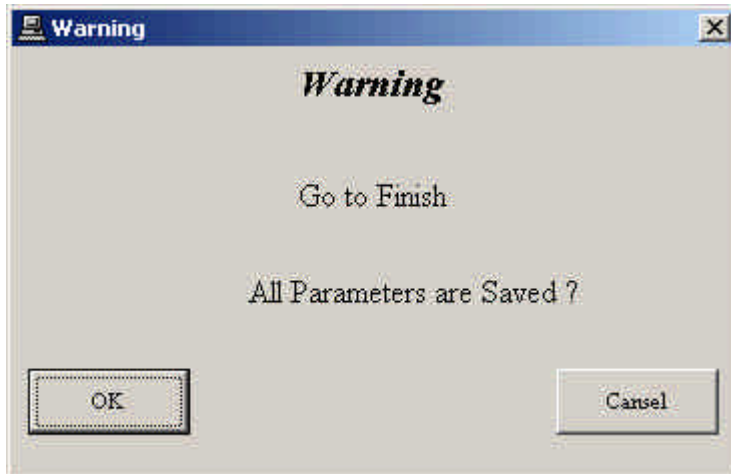 Warning
Warning
Go to Finish
All Parameters are Saved ?
OK
Cansel